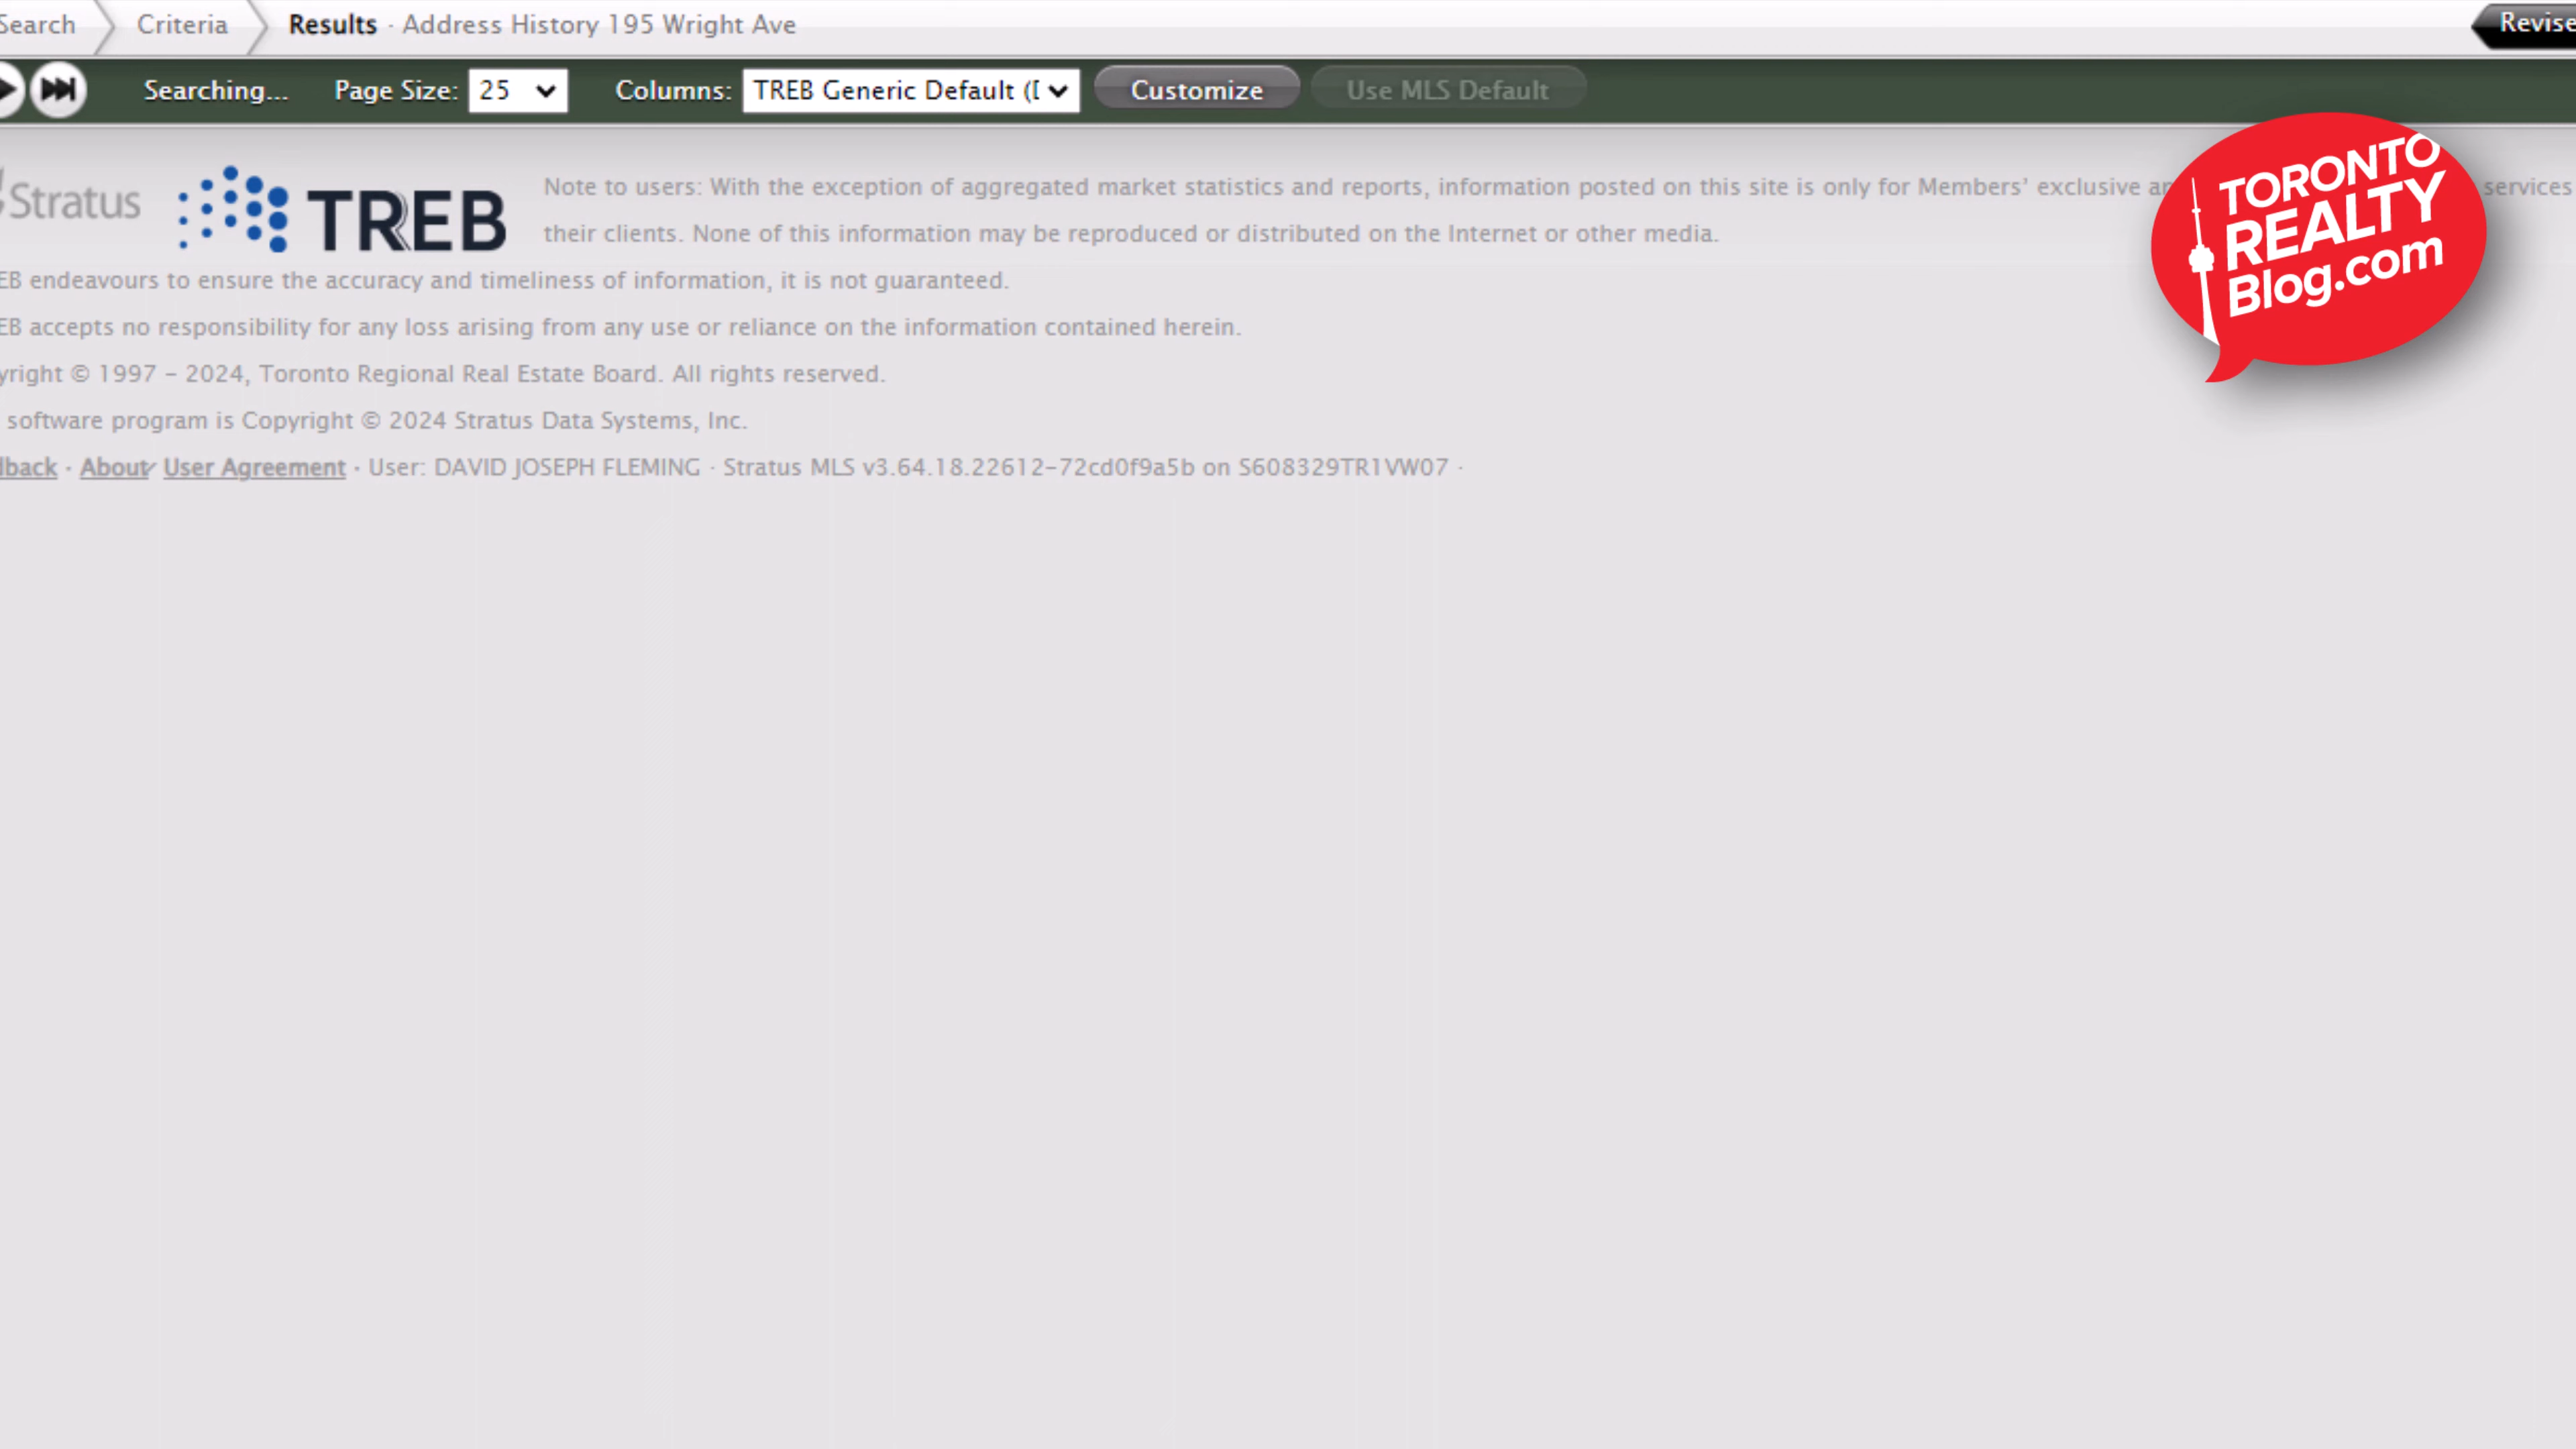 Search Criteria Results · Address History 195 Wright Ave Revise
Searching... Page Size: 25 Columns: TREB Generic Default (D Customize Use MLS Default
Stratus TREB
Note to users: With the exception of aggregated market statistics and reports, information posted on this site is only for Members' exclusive services
their clients. None of this information may be reproduced or distributed on the Internet or other media.
TORONTO
REALTY
Blog.com
EB endeavours to ensure the accuracy and timeliness of information, it is not guaranteed.
EB accepts no responsibility for any loss arising from any use or reliance on the information contained herein.
yright © 1997 - 2024, Toronto Regional Real Estate Board. All rights reserved.
software program is Copyright © 2024 Stratus Data Systems, Inc.
dback · About · User Agreement · User: DAVID JOSEPH FLEMING · Stratus MLS v3.64.18.22612-72cd0f9a5b on S608329TR1VW07 ·